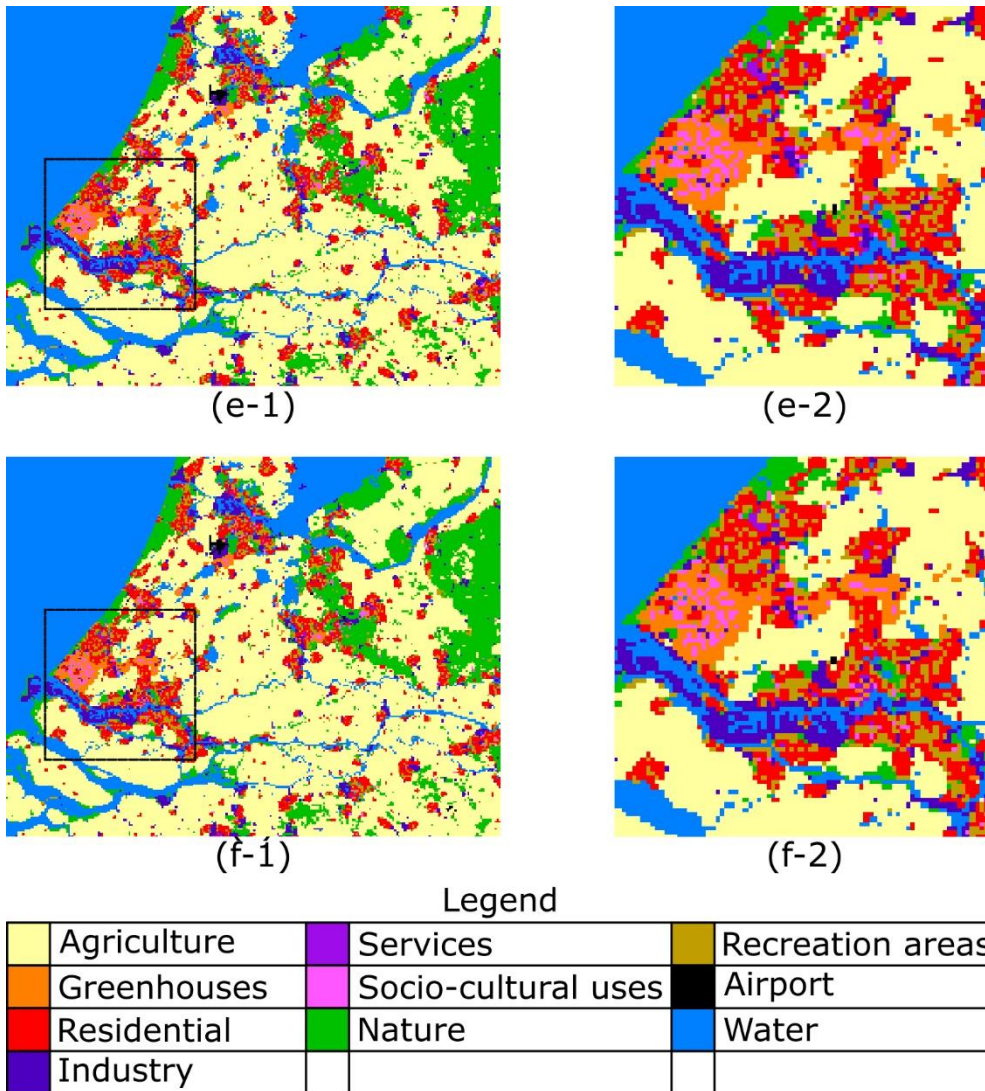 (e-1)
(e-2)
(f-1)
(f-2)
Legend
Agriculture
Services
Recreation areas
Greenhouses
Socio-cultural uses
Airport
Residential
Nature
Water
Industry